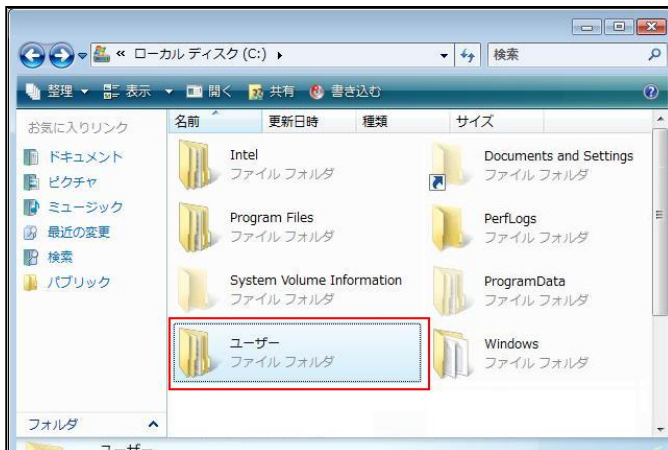 « ローカル ディスク (C:)
検索
整理 表示 開く 共有 書き込む
お気に入りリンク
ドキュメント
ピクチャ
ミュージック
最近の変更
検索
パブリック
フォルダ
名前 更新日時 種類 サイズ
Intel
ファイル フォルダ
Documents and Settings
ファイル フォルダ
Program Files
ファイル フォルダ
PerfLogs
ファイル フォルダ
System Volume Information
ファイル フォルダ
ProgramData
ファイル フォルダ
ユーザー
ファイル フォルダ
Windows
ファイル フォルダ
ユーザー